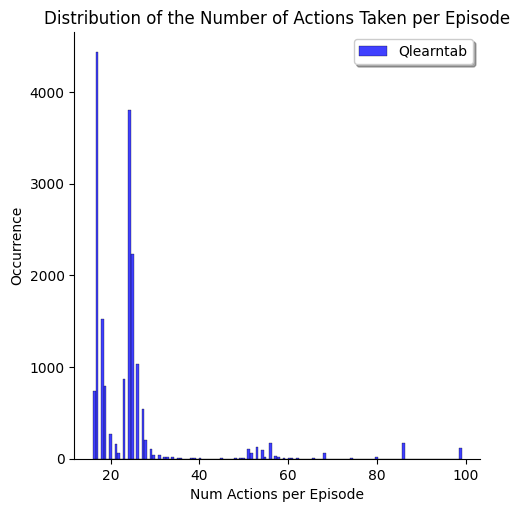 Distribution of the Number of Actions Taken per Episode
Qlearntab
4000
3000
2000
1000
0
Occurrence
20 40 60 80 100
Num Actions per Episode